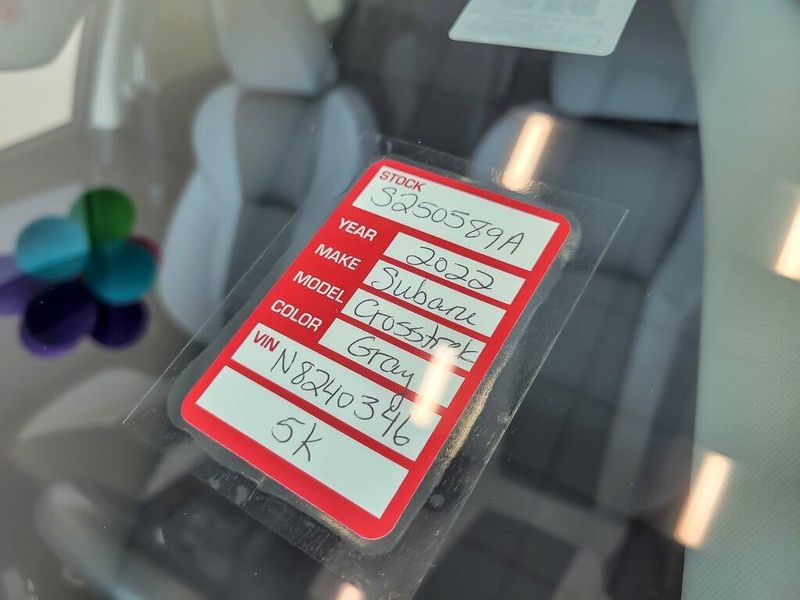 STOCK
S250589A
YEAR 2022
MAKE Subaru
MODEL Crosstrek
COLOR Gray
VIN N8240346
5K